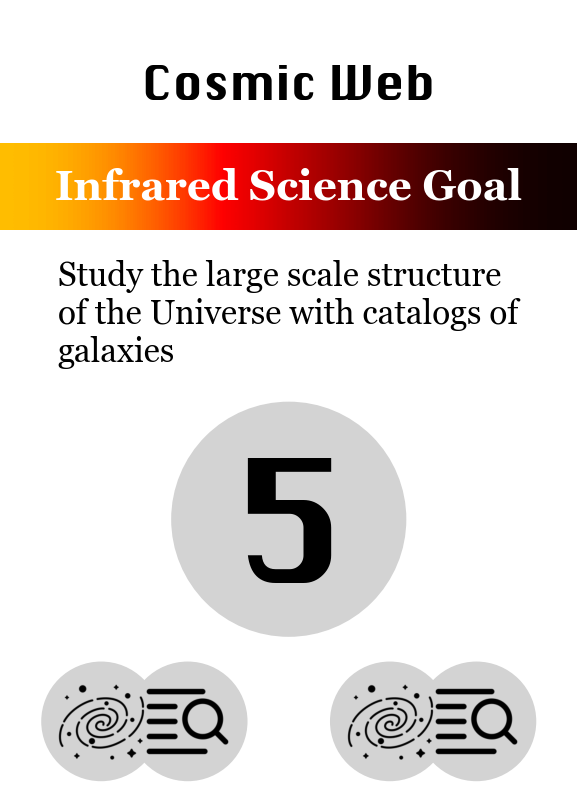 Cosmic Web
Infrared Science Goal
Study the large scale structure
of the Universe with catalogs of
galaxies
5